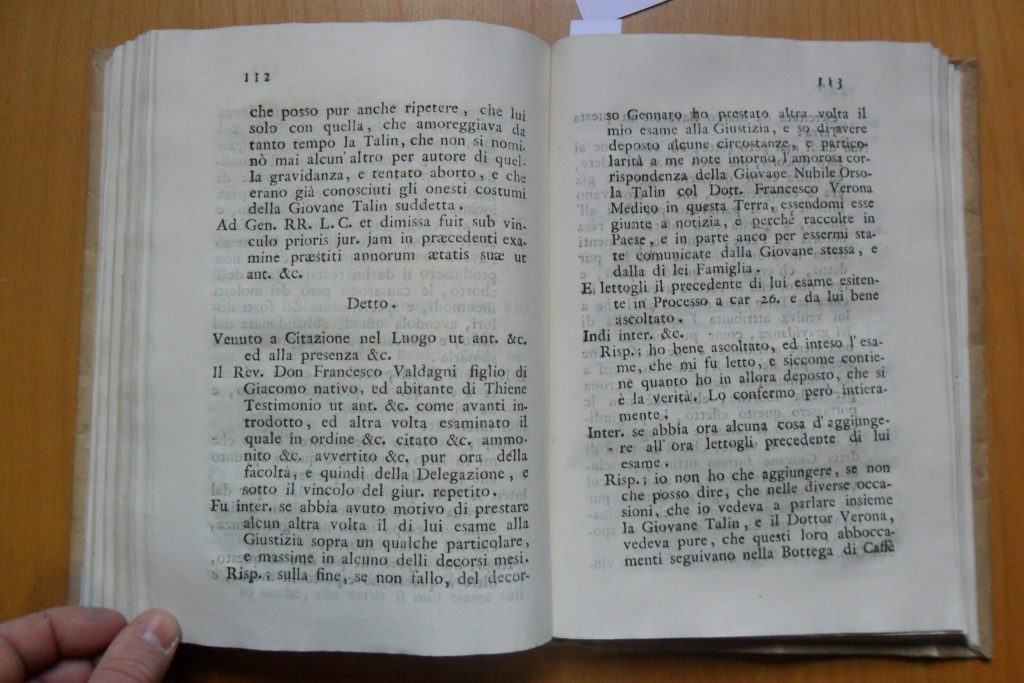 112
che posso pur anche ripetere, che lui
solo con quella, che amoreggiava da
tanto tempo la Talin, che non si nomi-
nò mai alcun' altro per autore di quel-
la gravidanza, e tentato aborto, e che
erano già conosciuti gli onesti costumi
della Giovane Talin suddetta.
Ad Gen. RR. L. C. et dimissa fuit sub vin-
culo prioris jur. jam in præcedenti exa-
mine præstiti annorum ætatis suæ ut
ant. &c.
Detto.
Venuto a Citazione nel Luogo ut ant. &c.
ed alla presenza &c.
Il Rev. Don Francesco Valdagni figlio di
Giacomo nativo, ed abitante di Thiene
Testimonio ut ant. &c. come avanti in-
trodotto, ed altra volta esaminato il
quale in ordine &c. citato &c. ammo-
nito &c. avvertito &c. pur ora della
facoltà, e quindi della Delegazione, e
sotto il vincolo del giur. repetito.
Fu inter. se abbia avuto motivo di prestare
alcun altra volta il di lui esame alla
Giustizia sopra un qualche particolare,
e massime in alcuno delli decorsi mesi.
Risp.; sulla fine, se non fallo, del decor-
113
so Gennaro ho prestato altra volta il
mio esame alla Giustizia, e so di avere
deposto alcune circostanze, e partico-
larità a me note intorno l'amorosa cor-
rispondenza della Giovane Nubile Orso-
la Talin col Dott. Francesco Verona
Medico in questa Terra, essendomi esse
giunte a notizia, e perchè raccolte in
Paese, e in parte anco per essermi sta-
te comunicate dalla Giovane stessa, e
dalla di lei Famiglia.
E lettogli il precedente di lui esame esiten-
te in Processo a car 26. e da lui bene
ascoltato.
Indi inter. &c.
Risp.; ho bene ascoltato, ed inteso l'esa-
me, che mi fu letto, e siccome contie-
ne quanto ho in allora deposto, che si
è la verità. Lo confermo però intiera-
mente.
Inter. se abbia ora alcuna cosa d'aggiunge-
re all' ora lettogli precedente di lui
esame.
Risp.; io non ho che aggiungere, se non
che posso dire, che nelle diverse occa-
sioni, che io vedeva a parlare insieme
la Giovane Talin, e il Dottor Verona,
vedeva pure, che questi loro abbocca-
menti seguivano nella Bottega di Caffè